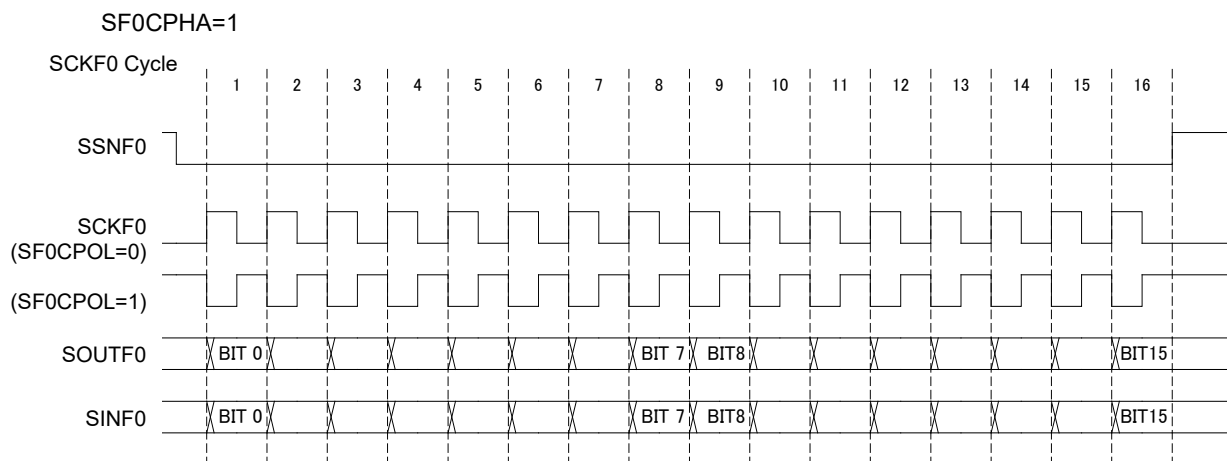 SF0CPHA=1
SCKF0 Cycle
1 2 3 4 5 6 7 8 9 10 11 12 13 14 15 16
SSNF0
SCKF0
(SF0CPOL=0)
(SF0CPOL=1)
SOUTF0 BIT 0 BIT 7 BIT8 BIT15
SINF0 BIT 0 BIT 7 BIT8 BIT15